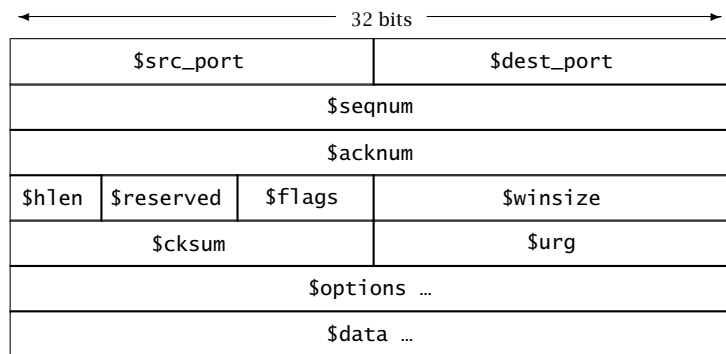 32 bits
$src_port $dest_port
$seqnum
$acknum
$hlen $reserved $flags $winsize
$cksum $urg
$options …
$data …